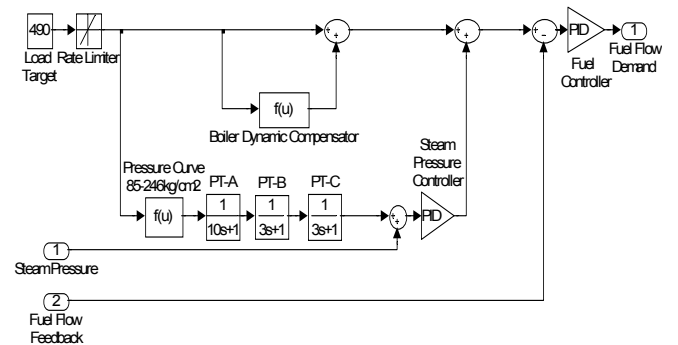 490
Load
Target
Rate Limiter
+
+
+
+
-
PID
1
Fuel Flow
Demand
Fuel
Controller
f(u)
Boiler Dynamic Compensator
Steam
Pressure
Controller
Pressure Curve
85-246kg/cm2
PT-A
PT-B
PT-C
f(u)
1
10s+1
1
3s+1
1
3s+1
+
+
PID
1
Steam Pressure
2
Fuel Flow
Feedback